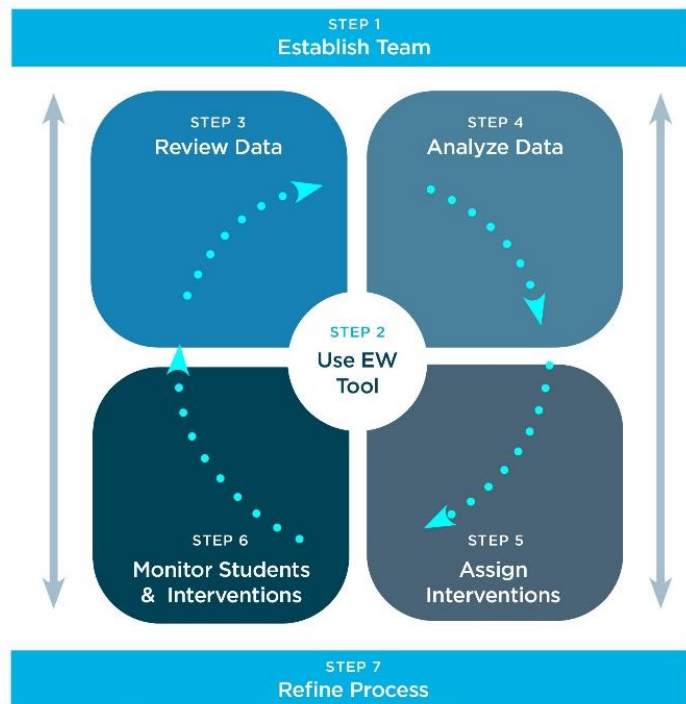 STEP 1
Establish Team
STEP 3
Review Data
STEP 4
Analyze Data
STEP 2
Use EW
Tool
STEP 6
Monitor Students
& Interventions
STEP 5
Assign
Interventions
STEP 7
Refine Process